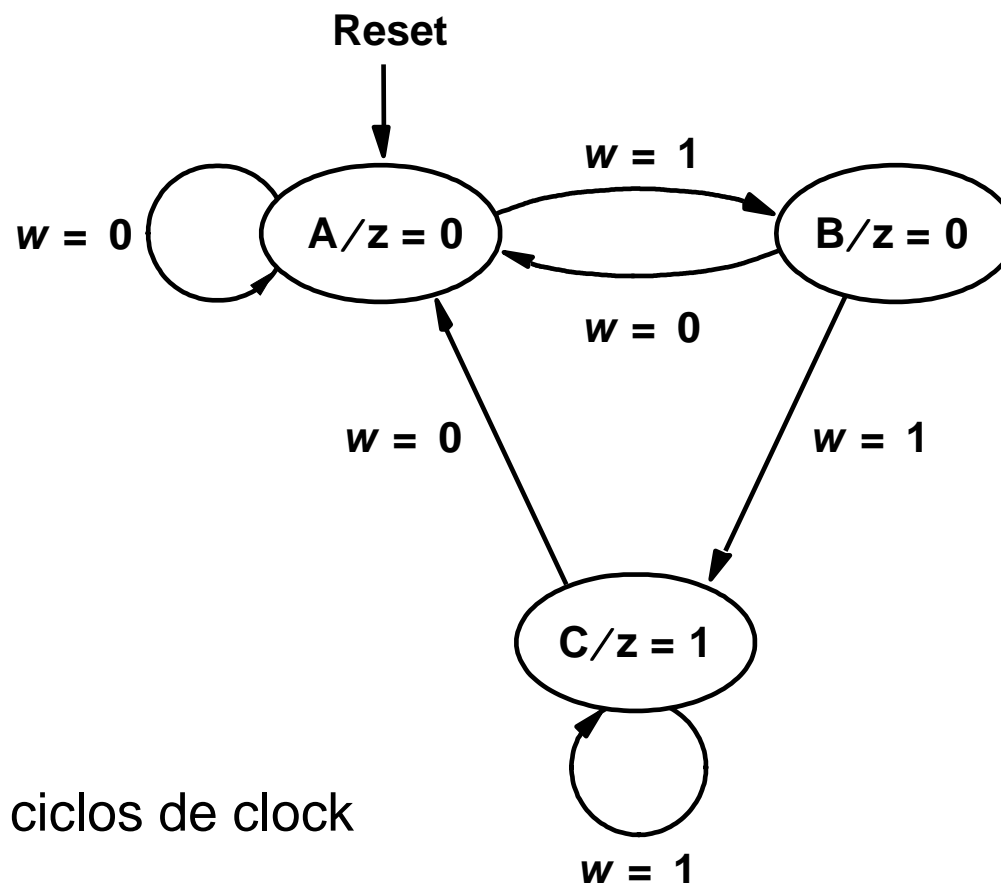 Reset
w = 1
w = 0
A/z = 0
B/z = 0
w = 0
w = 0
w = 1
C/z = 1
ciclos de clock
w = 1